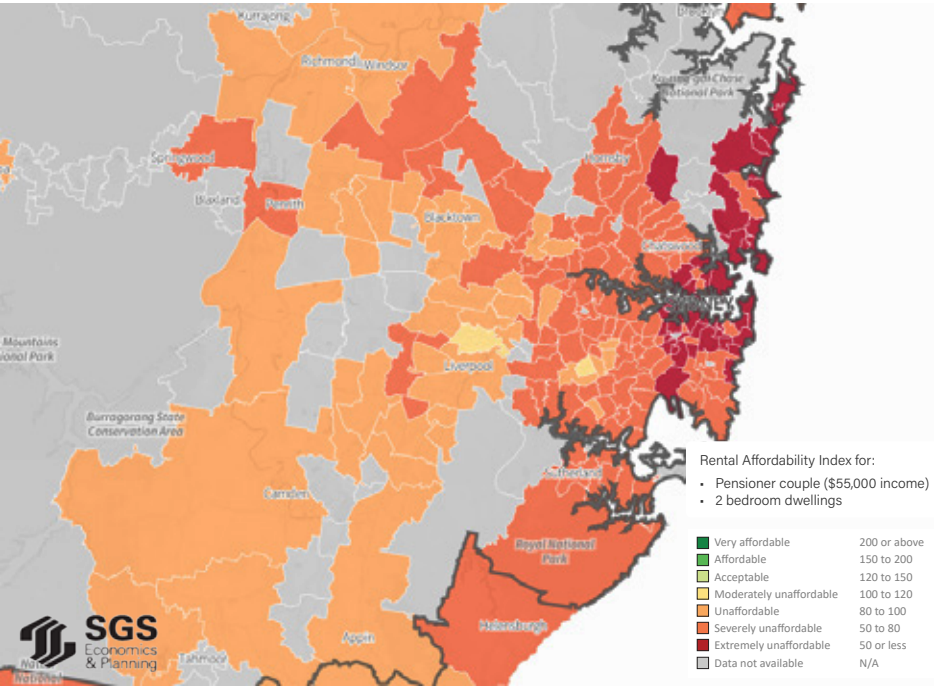 Kurrajong
Richmond
Windsor
Ku-ring-gai Chase
National Park
Springwood
Hornsby
Blaxland
Penrith
Blacktown
Chatswood
SYDNEY
Mountains
ional Park
Liverpool
Burragorang State
Conservation Area
Sutherland
Camden
Royal National
Park
Helensburgh
Appin
Tahmoor
National
SGS
Economics
& Planning
Rental Affordability Index for:
• Pensioner couple ($55,000 income)
• 2 bedroom dwellings
Very affordable 200 or above
Affordable 150 to 200
Acceptable 120 to 150
Moderately unaffordable 100 to 120
Unaffordable 80 to 100
Severely unaffordable 50 to 80
Extremely unaffordable 50 or less
Data not available N/A